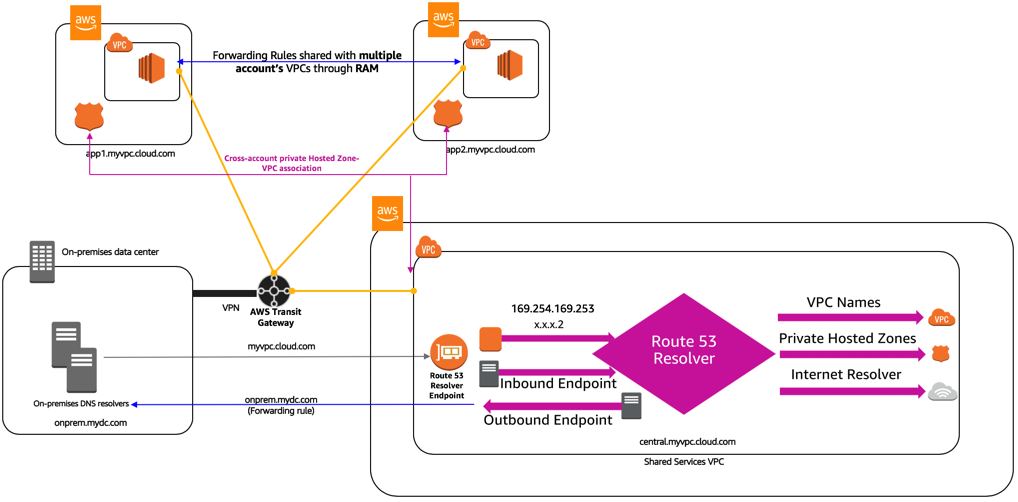 aws
aws
VPC
VPC
Forwarding Rules shared with multiple
account's VPCs through RAM
app1.myvpc.cloud.com
app2.myvpc.cloud.com
Cross-account private Hosted Zone-
VPC association
aws
VPC
On-premises data center
VPN
AWS Transit
Gateway
169.254.169.253
x.x.x.2
VPC Names
VPC
Route 53
Resolver
Private Hosted Zones
myvpc.cloud.com
Route 53
Resolver
Endpoint
Inbound Endpoint
Internet Resolver
On-premises DNS resolvers
onprem.mydc.com
(Forwarding rule)
Outbound Endpoint
onprem.mydc.com
central.myvpc.cloud.com
Shared Services VPC